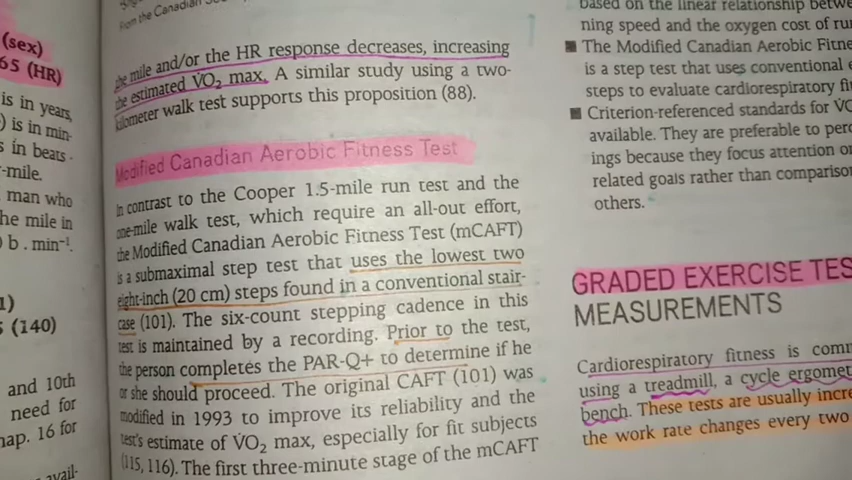 (sex)
65 (HR)
is in years,
) is in min-
s in beats ·
-mile.
man who
he mile in
) b . min⁻¹.
1)
5 (140)
and 10th
need for
nap. 16 for
avail-
from the Canadian
the mile and/or the HR response decreases, increasing
the estimated V̇O₂ max. A similar study using a two-
kilometer walk test supports this proposition (88).
Modified Canadian Aerobic Fitness Test
In contrast to the Cooper 1.5-mile run test and the
one-mile walk test, which require an all-out effort,
the Modified Canadian Aerobic Fitness Test (mCAFT)
is a submaximal step test that uses the lowest two
eight-inch (20 cm) steps found in a conventional stair-
case (101). The six-count stepping cadence in this
test is maintained by a recording. Prior to the test,
the person completes the PAR-Q+ to determine if he
or she should proceed. The original CAFT (101) was
modified in 1993 to improve its reliability and the
test's estimate of V̇O₂ max, especially for fit subjects
(115, 116). The first three-minute stage of the mCAFT
based on the linear relationship betwe
ning speed and the oxygen cost of ru
■ The Modified Canadian Aerobic Fitne
is a step test that uses conventional
steps to evaluate cardiorespiratory fi
■ Criterion-referenced standards for V̇O
available. They are preferable to perc
ings because they focus attention o
related goals rather than compariso
others.
GRADED EXERCISE TES
MEASUREMENTS
Cardiorespiratory fitness is com
using a treadmill, a cycle ergomet
bench. These tests are usually incre
the work rate changes every two